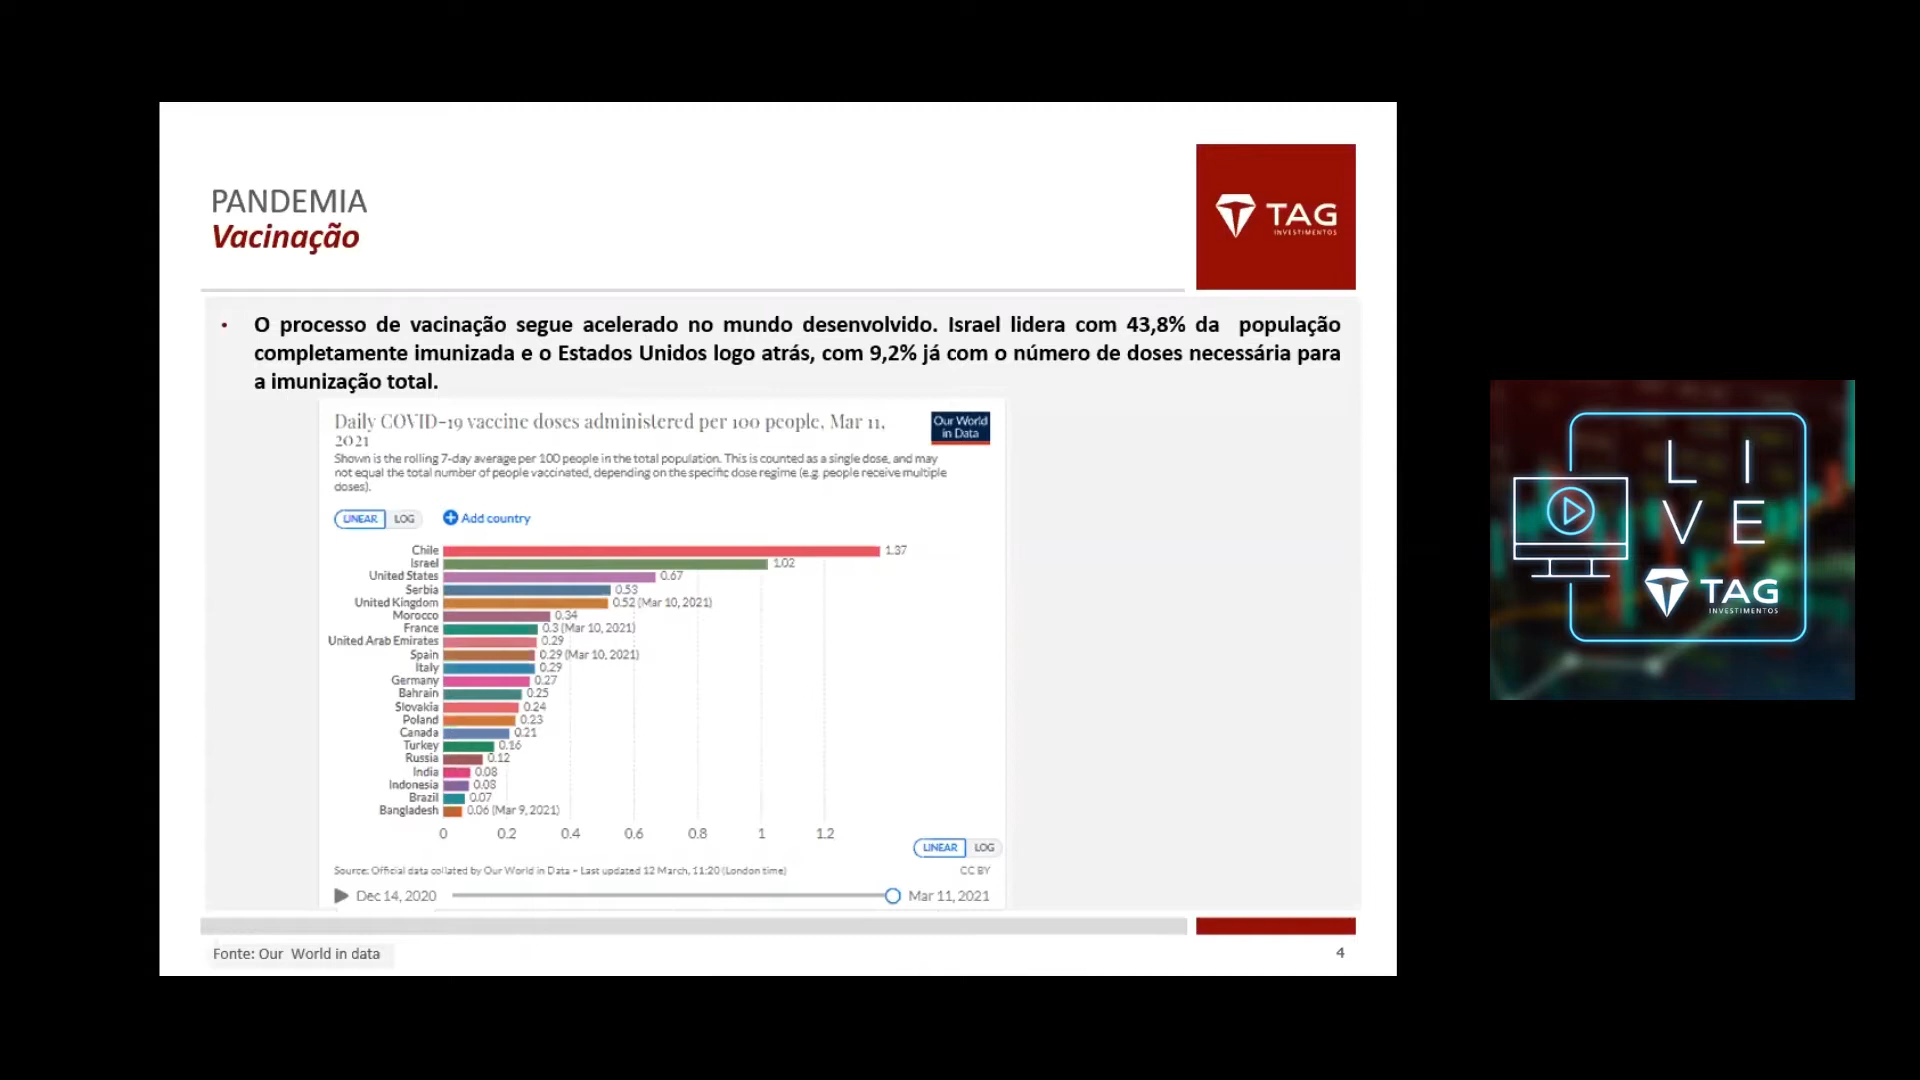 PANDEMIA
Vacinação
TAG
INVESTIMENTOS
• O processo de vacinação segue acelerado no mundo desenvolvido. Israel lidera com 43,8% da população
completamente imunizada e o Estados Unidos logo atrás, com 9,2% já com o número de doses necessária para
a imunização total.
Daily COVID-19 vaccine doses administered per 100 people, Mar 11,
2021
Our World
in Data
Shown is the rolling 7-day average per 100 people in the total population. This is counted as a single dose, and may
not equal the total number of people vaccinated, depending on the specific dose regime (e.g. people receive multiple
doses).
LINEAR LOG Add country
Chile 1.37
Israel 1.02
United States 0.67
Serbia 0.53
United Kingdom 0.52 (Mar 10, 2021)
Morocco 0.34
France 0.3 (Mar 10, 2021)
United Arab Emirates 0.29
Spain 0.29 (Mar 10, 2021)
Italy 0.29
Germany 0.27
Bahrain 0.25
Slovakia 0.24
Poland 0.23
Canada 0.21
Turkey 0.16
Russia 0.12
India 0.08
Indonesia 0.08
Brazil 0.07
Bangladesh 0.06 (Mar 9, 2021)
0 0.2 0.4 0.6 0.8 1 1.2
LINEAR LOG
Source: Official data collated by Our World in Data – Last updated 12 March, 11:20 (London time)
CC BY
Dec 14, 2020
Mar 11, 2021
Fonte: Our World in data
4
L I
V E
TAG
INVESTIMENTOS